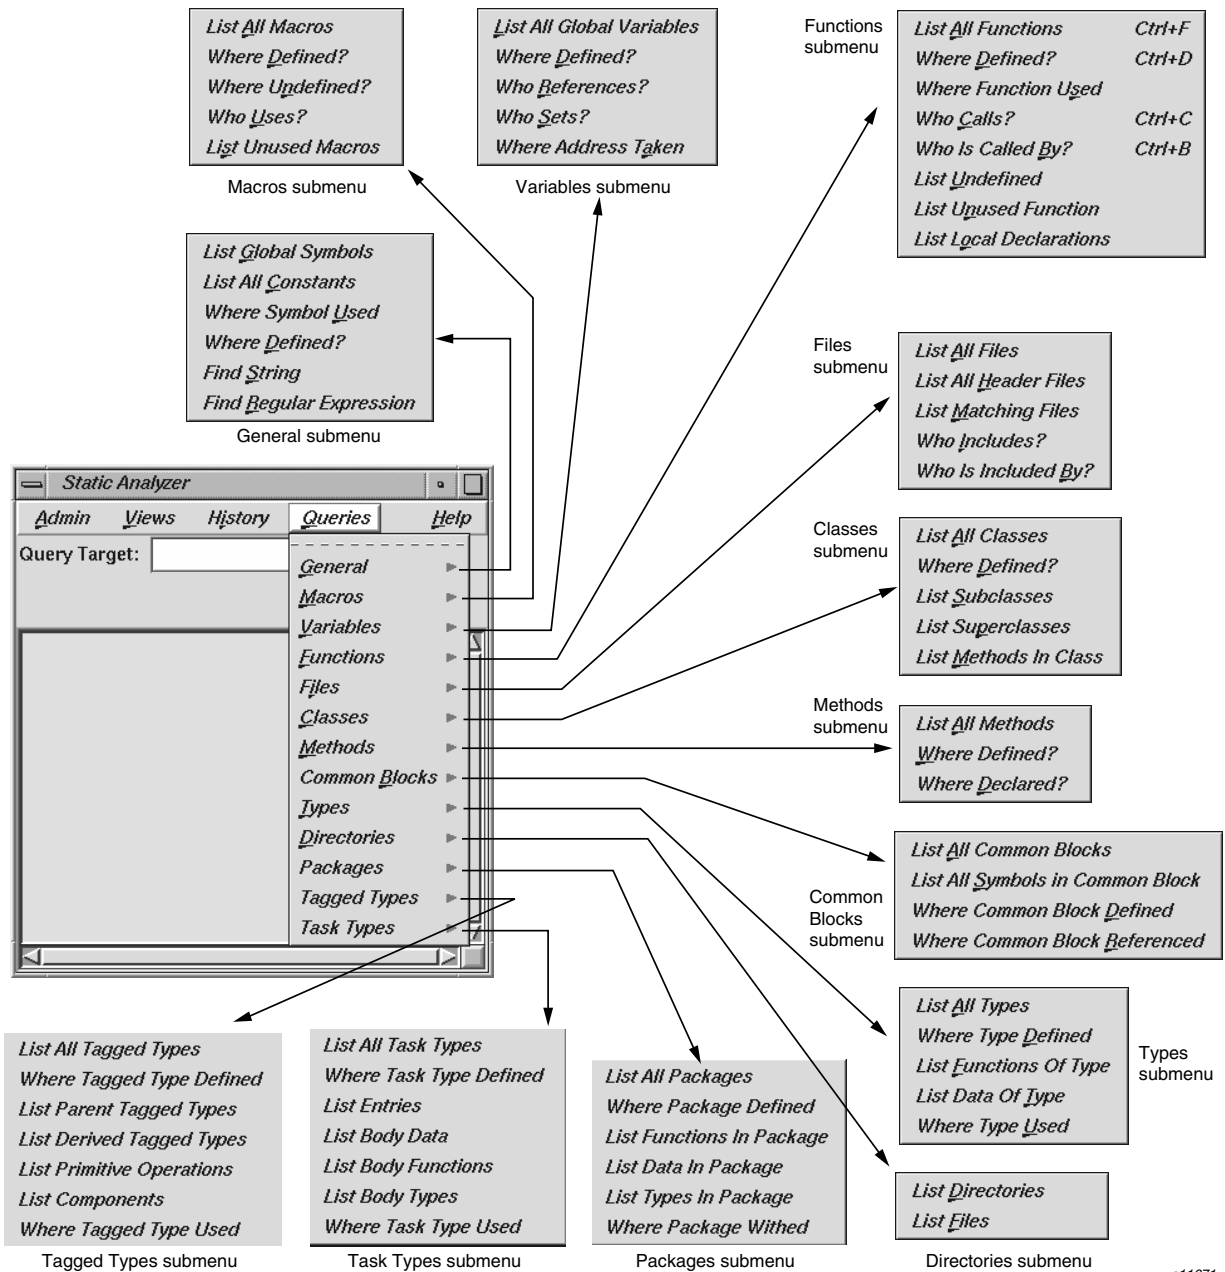 List All Macros
Where Defined?
Where Undefined?
Who Uses?
List Unused Macros
Macros submenu
List All Global Variables
Where Defined?
Who References?
Who Sets?
Where Address Taken
Variables submenu
Functions
submenu
List All Functions Ctrl+F
Where Defined? Ctrl+D
Where Function Used
Who Calls? Ctrl+C
Who Is Called By? Ctrl+B
List Undefined
List Unused Function
List Local Declarations
List Global Symbols
List All Constants
Where Symbol Used
Where Defined?
Find String
Find Regular Expression
General submenu
Files
submenu
List All Files
List All Header Files
List Matching Files
Who Includes?
Who Is Included By?
Static Analyzer
Admin Views History Queries Help
Query Target:
General
Macros
Variables
Functions
Files
Classes
Methods
Common Blocks
Types
Directories
Packages
Tagged Types
Task Types
Classes
submenu
List All Classes
Where Defined?
List Subclasses
List Superclasses
List Methods In Class
Methods
submenu
List All Methods
Where Defined?
Where Declared?
Common
Blocks
submenu
List All Common Blocks
List All Symbols in Common Block
Where Common Block Defined
Where Common Block Referenced
List All Types
Where Type Defined
List Functions Of Type
List Data Of Type
Where Type Used
Types
submenu
List All Tagged Types
Where Tagged Type Defined
List Parent Tagged Types
List Derived Tagged Types
List Primitive Operations
List Components
Where Tagged Type Used
Tagged Types submenu
List All Task Types
Where Task Type Defined
List Entries
List Body Data
List Body Functions
List Body Types
Where Task Type Used
Task Types submenu
List All Packages
Where Package Defined
List Functions In Package
List Data In Package
List Types In Package
Where Package Withed
Packages submenu
List Directories
List Files
Directories submenu